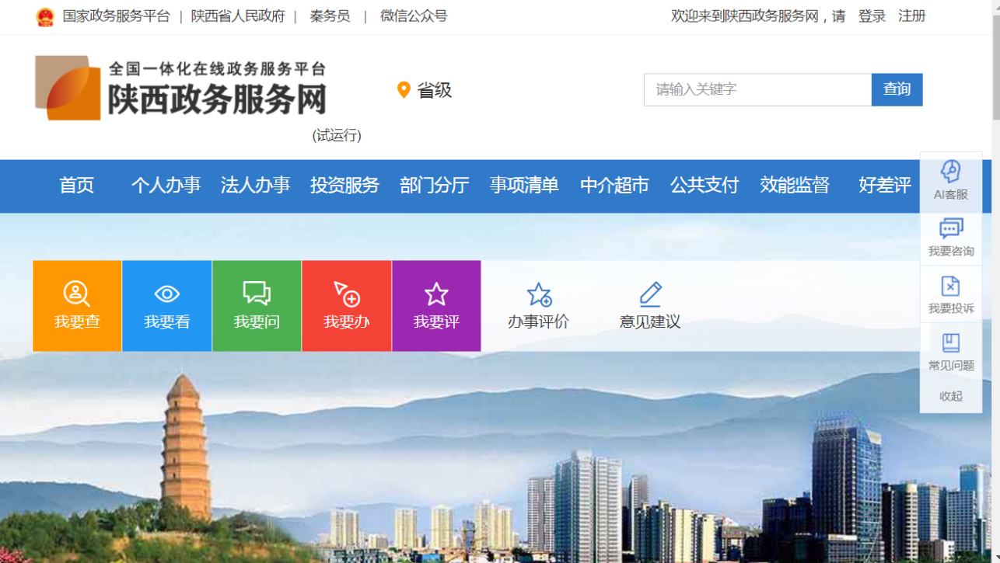 国家政务服务平台 | 陕西省人民政府 | 秦务员 | 微信公众号 欢迎来到陕西政务服务网，请 登录 注册
全国一体化在线政务服务平台
陕西政务服务网
(试运行)
省级
请输入关键字 查询
首页 个人办事 法人办事 投资服务 部门分厅 事项清单 中介超市 公共支付 效能监督 好差评
我要查 我要看 我要问 我要办 我要评 办事评价 意见建议
AI客服
我要咨询
我要投诉
常见问题
收起